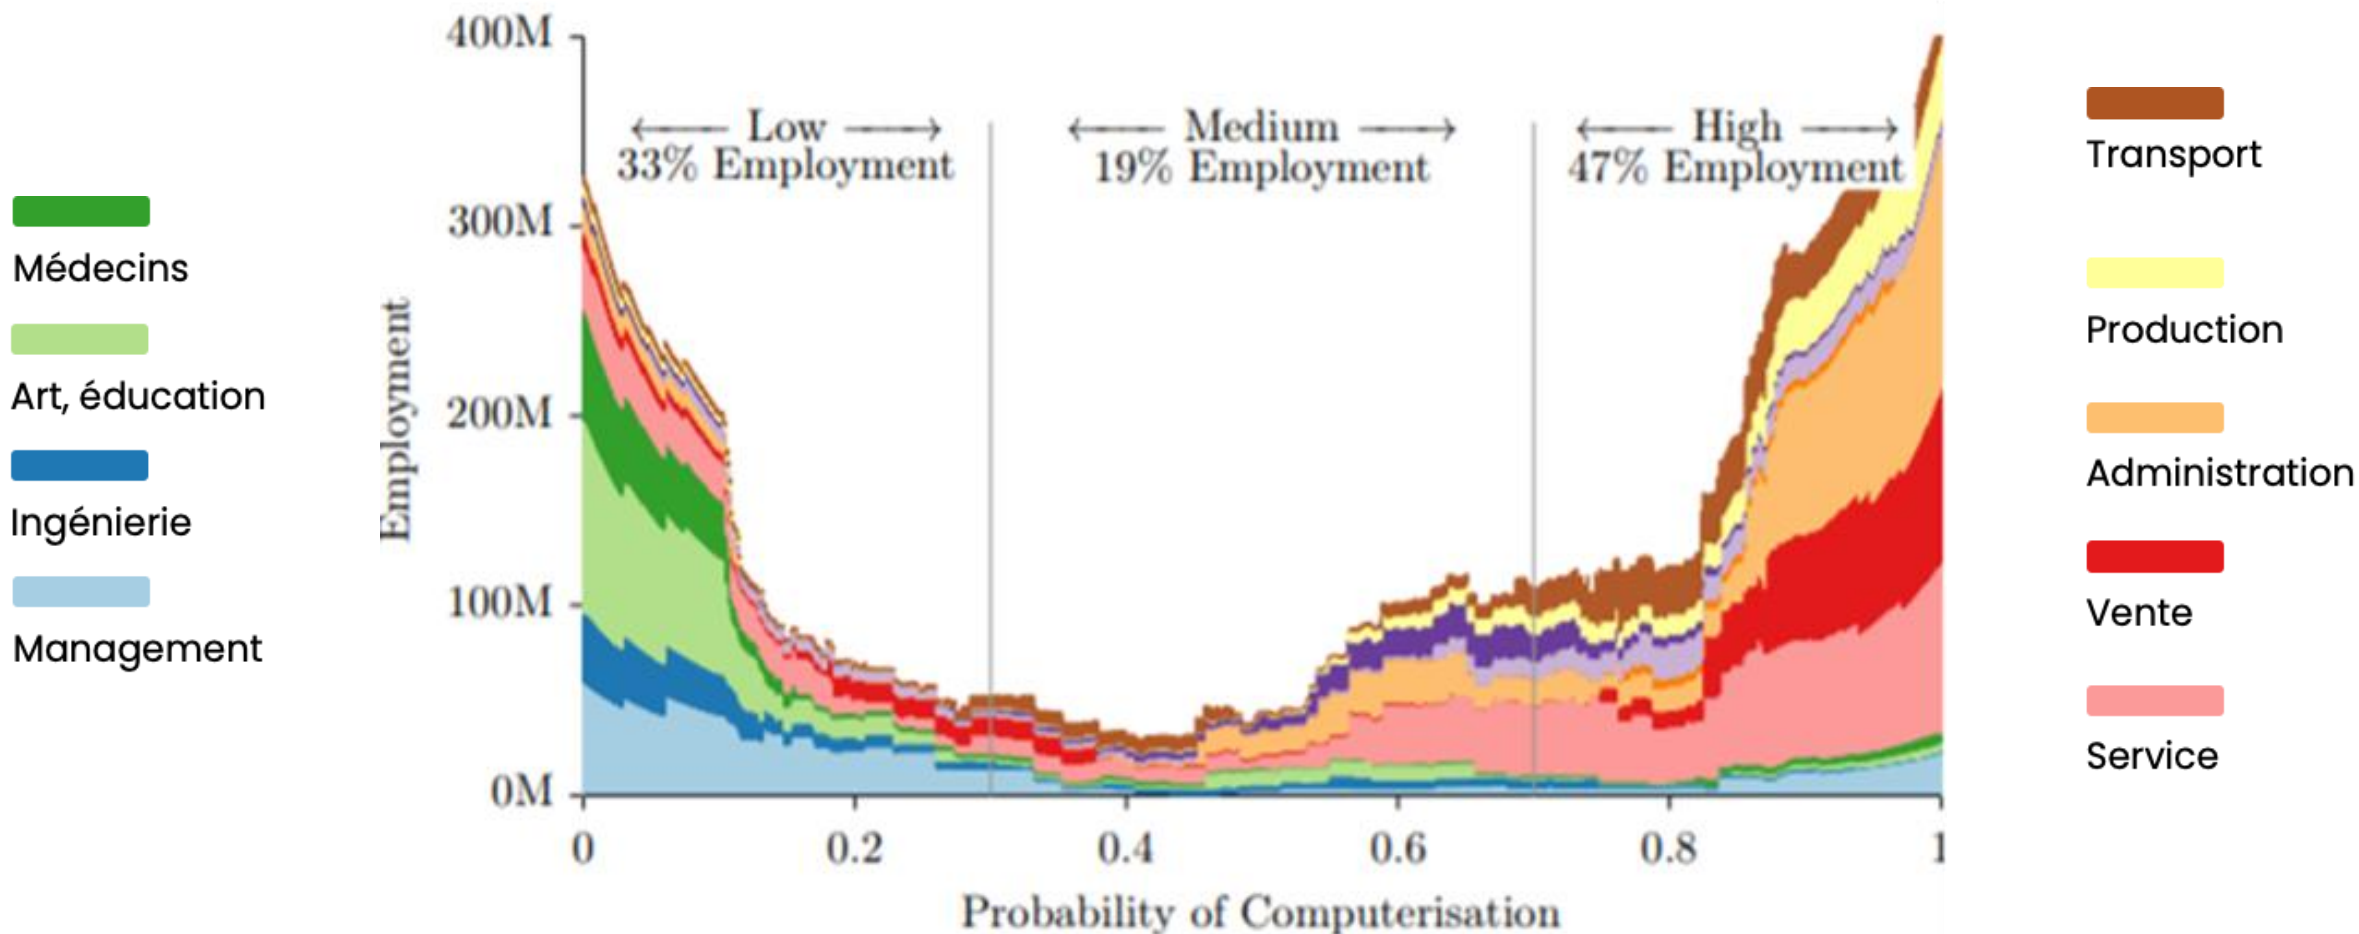 Médecins
Art, éducation
Ingénierie
Management
400M
300M
200M
100M
0M
Employment
Low
33% Employment
Medium
19% Employment
High
47% Employment
0
0.2
0.4
0.6
0.8
1
Probability of Computerisation
Transport
Production
Administration
Vente
Service